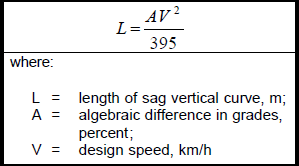 L = AV²
395
where:
L = length of sag vertical curve, m;
A = algebraic difference in grades,
percent;
V = design speed, km/h